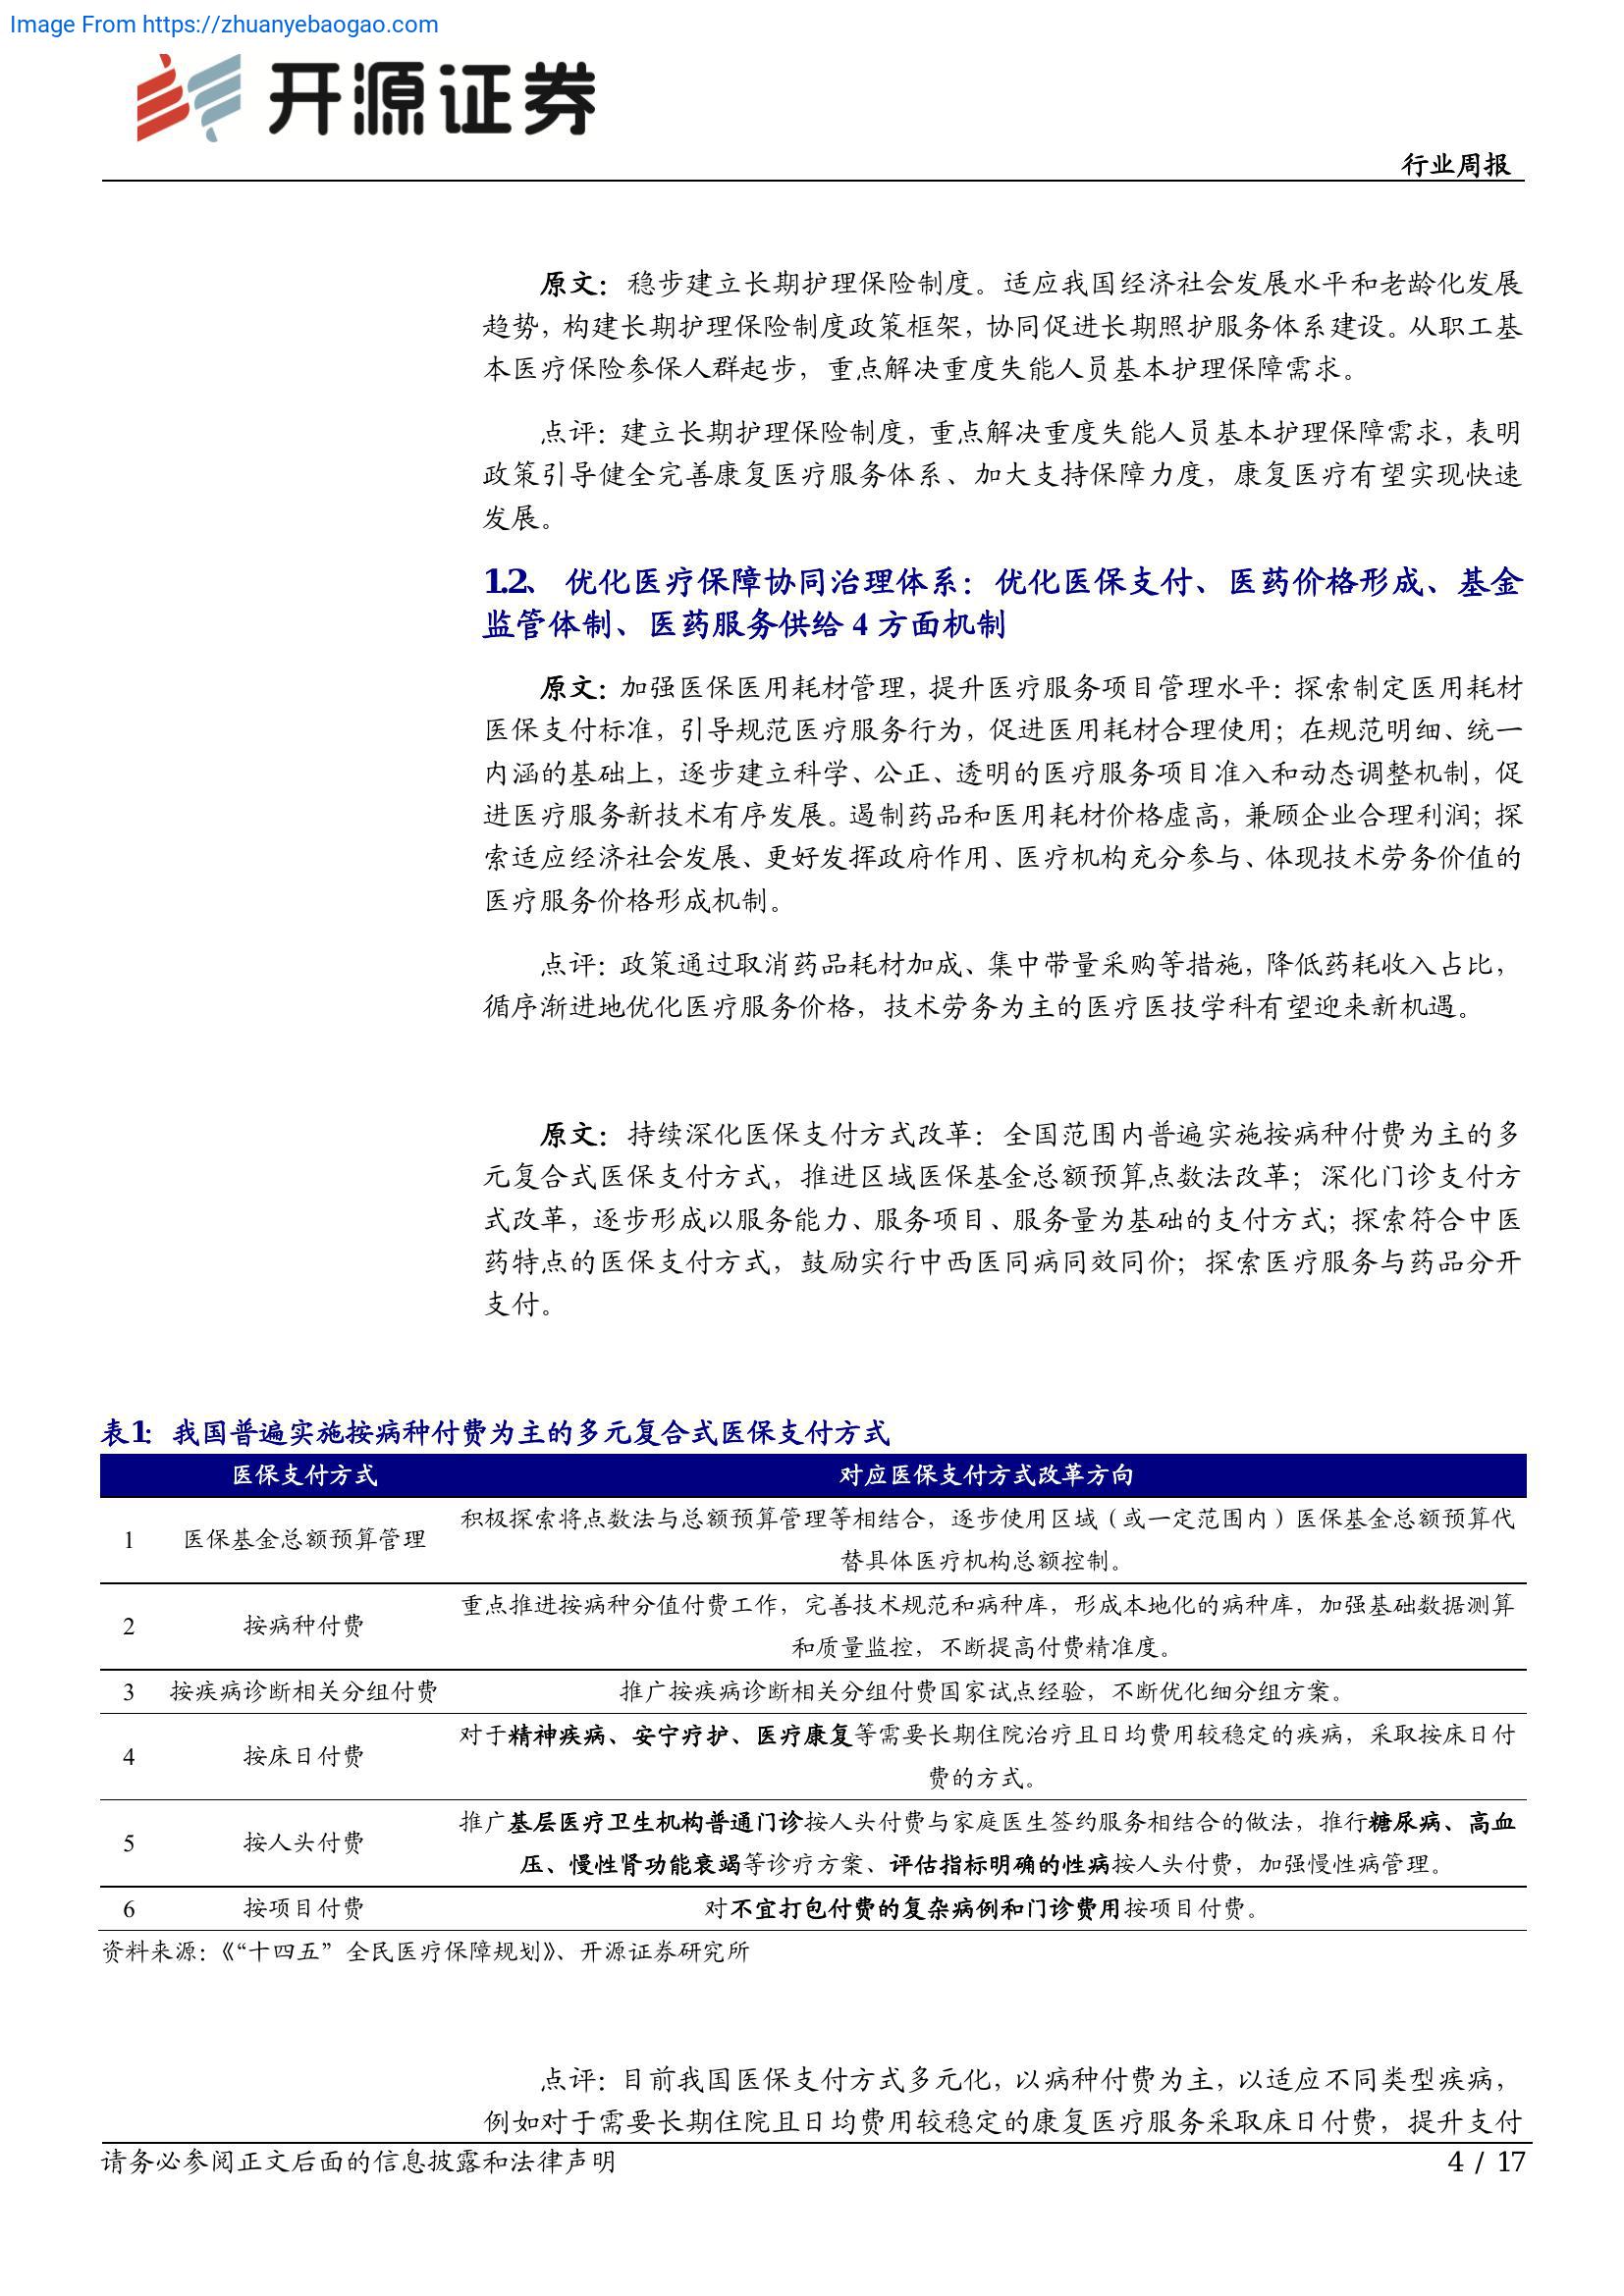 Image From https://zhuanyebaogao.com
开源证券
行业周报
原文：稳步建立长期护理保险制度。适应我国经济社会发展水平和老龄化发展
趋势，构建长期护理保险制度政策框架，协同促进长期照护服务体系建设。从职工基
本医疗保险参保人群起步，重点解决重度失能人员基本护理保障需求。
点评：建立长期护理保险制度，重点解决重度失能人员基本护理保障需求，表明
政策引导健全完善康复医疗服务体系、加大支持保障力度，康复医疗有望实现快速
发展。
1.2、 优化医疗保障协同治理体系：优化医保支付、医药价格形成、基金
监管体制、医药服务供给 4 方面机制
原文：加强医保医用耗材管理，提升医疗服务项目管理水平：探索制定医用耗材
医保支付标准，引导规范医疗服务行为，促进医用耗材合理使用；在规范明细、统一
内涵的基础上，逐步建立科学、公正、透明的医疗服务项目准入和动态调整机制，促
进医疗服务新技术有序发展。遏制药品和医用耗材价格虚高，兼顾企业合理利润；探
索适应经济社会发展、更好发挥政府作用、医疗机构充分参与、体现技术劳务价值的
医疗服务价格形成机制。
点评：政策通过取消药品耗材加成、集中带量采购等措施，降低药耗收入占比，
循序渐进地优化医疗服务价格，技术劳务为主的医疗医技学科有望迎来新机遇。
原文：持续深化医保支付方式改革：全国范围内普遍实施按病种付费为主的多
元复合式医保支付方式，推进区域医保基金总额预算点数法改革；深化门诊支付方
式改革，逐步形成以服务能力、服务项目、服务量为基础的支付方式；探索符合中医
药特点的医保支付方式，鼓励实行中西医同病同效同价；探索医疗服务与药品分开
支付。
表1：我国普遍实施按病种付费为主的多元复合式医保支付方式
医保支付方式 对应医保支付方式改革方向
1 医保基金总额预算管理 积极探索将点数法与总额预算管理等相结合，逐步使用区域（或一定范围内）医保基金总额预算代
替具体医疗机构总额控制。
2 按病种付费 重点推进按病种分值付费工作，完善技术规范和病种库，形成本地化的病种库，加强基础数据测算
和质量监控，不断提高付费精准度。
3 按疾病诊断相关分组付费 推广按疾病诊断相关分组付费国家试点经验，不断优化细分组方案。
4 按床日付费 对于精神疾病、安宁疗护、医疗康复等需要长期住院治疗且日均费用较稳定的疾病，采取按床日付
费的方式。
5 按人头付费 推广基层医疗卫生机构普通门诊按人头付费与家庭医生签约服务相结合的做法，推行糖尿病、高血
压、慢性肾功能衰竭等诊疗方案、评估指标明确的性病按人头付费，加强慢性病管理。
6 按项目付费 对不宜打包付费的复杂病例和门诊费用按项目付费。
资料来源：《“十四五”全民医疗保障规划》、开源证券研究所
点评：目前我国医保支付方式多元化，以病种付费为主，以适应不同类型疾病，
例如对于需要长期住院且日均费用较稳定的康复医疗服务采取床日付费，提升支付
请务必参阅正文后面的信息披露和法律声明 4 / 17